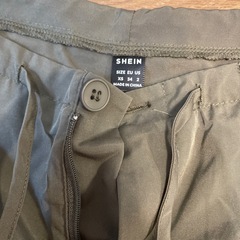 SHEIN
SIZE EU US
XS 34 2
MADE IN CHINA